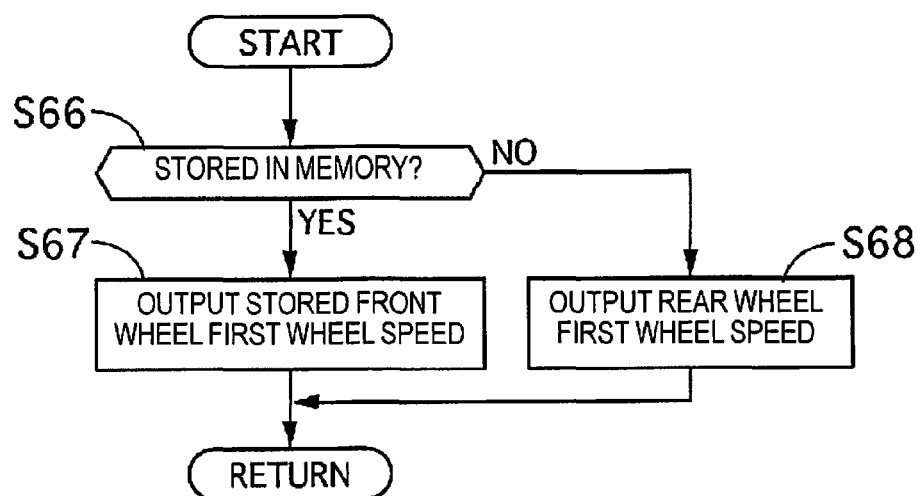 START
S66
STORED IN MEMORY?
NO
YES
S67
S68
OUTPUT STORED FRONT
WHEEL FIRST WHEEL SPEED
OUTPUT REAR WHEEL
FIRST WHEEL SPEED
RETURN